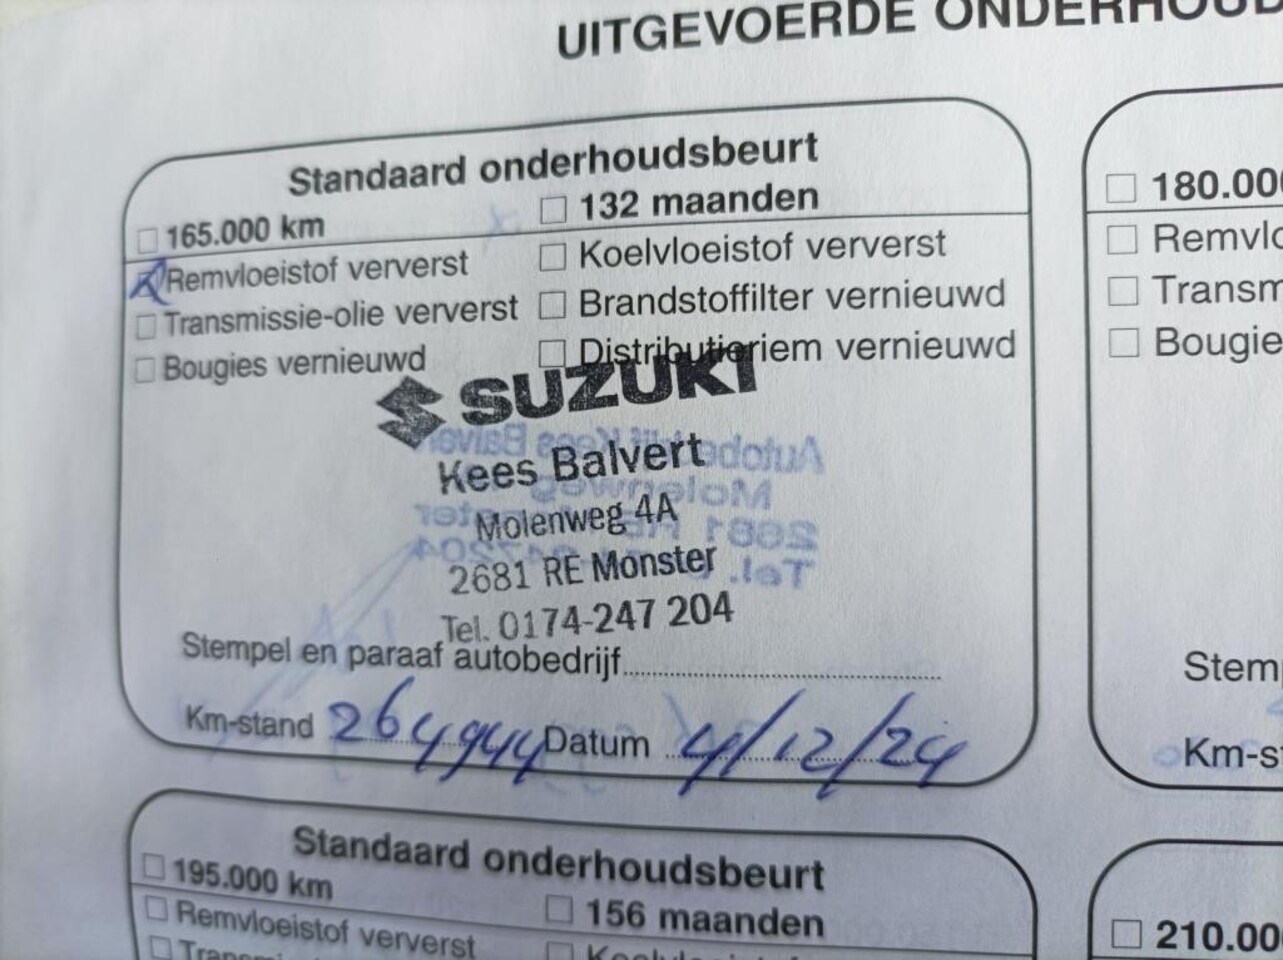 UITGEVOERDE ONDERHOUD
Standaard onderhoudsbeurt
165.000 km
132 maanden
Remvloeistof ververst
Koelvloeistof ververst
Transmissie-olie ververst
Brandstoffilter vernieuwd
Bougies vernieuwd
Distributieriem vernieuwd
SUZUKI
Kees Balvert
Molenweg 4A
2681 RE Monster
Tel. 0174-247 204
Stempel en paraaf autobedrijf
Km-stand 264944 Datum 4/12/24
180.00
Remvlo
Transm
Bougie
Stemp
Km-st
Standaard onderhoudsbeurt
195.000 km
156 maanden
Remvloeistof ververst
210.00